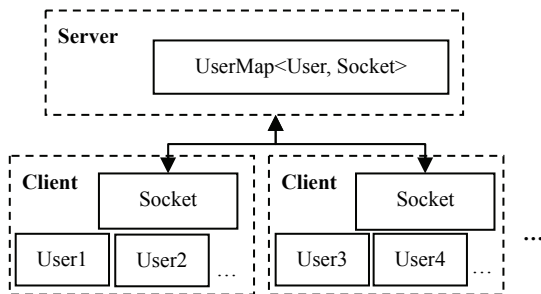 Server
UserMap<User, Socket>
Client
Socket
User1
User2
...
Client
Socket
User3
User4
...
...